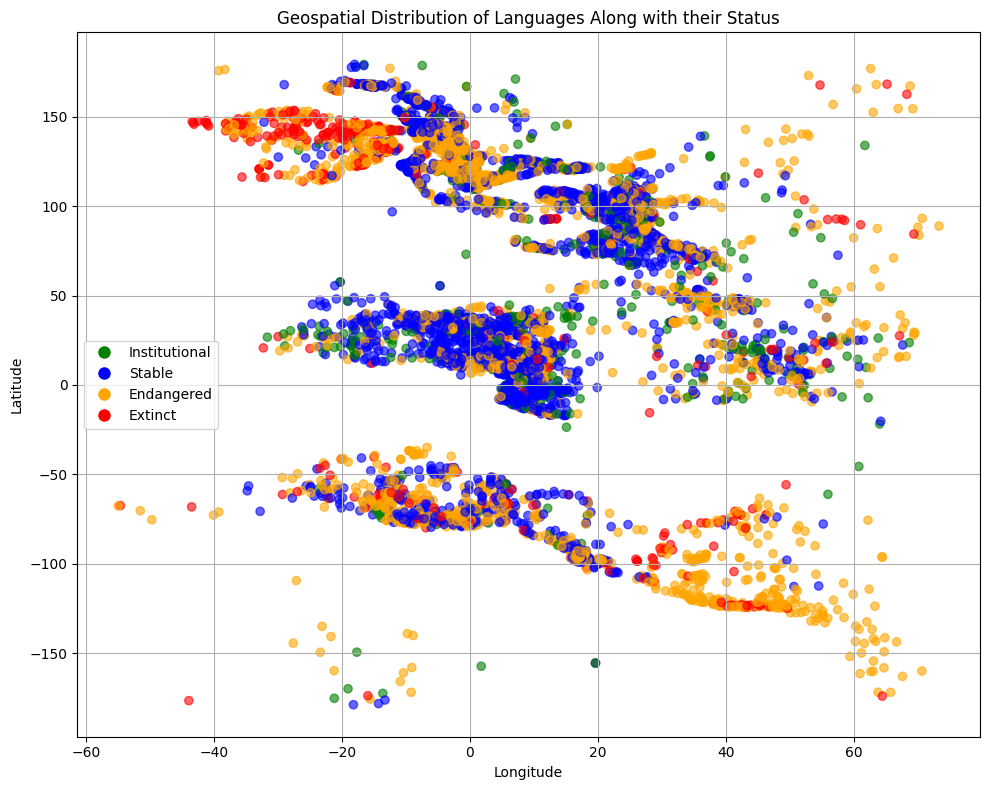 Geospatial Distribution of Languages Along with their Status
Latitude
150
100
50
0
−50
−100
−150
Institutional
Stable
Endangered
Extinct
−60
−40
−20
0
20
40
60
Longitude